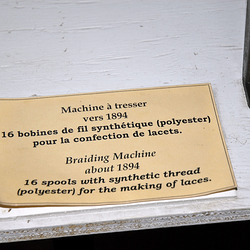 Machine à tresser
vers 1894
16 bobines de fil synthétique (polyester)
pour la confection de lacets.
Braiding Machine
about 1894
16 spools with synthetic thread
(polyester) for the making of laces.